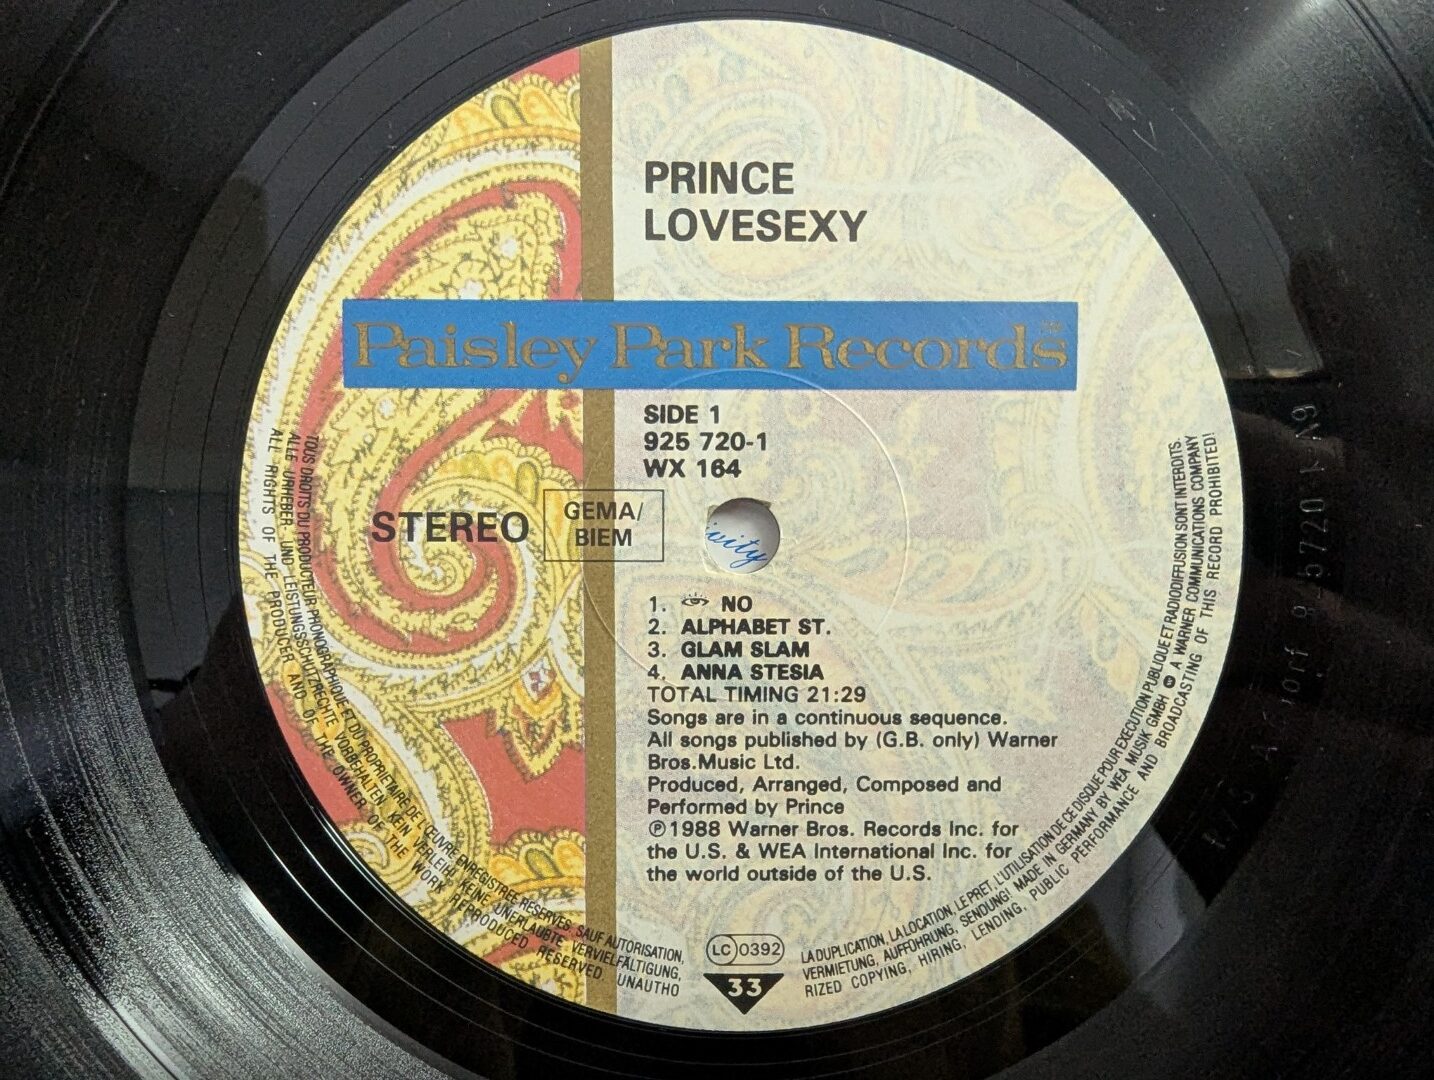 PRINCE
LOVESEXY
Paisley Park Records™
SIDE 1
925 720-1
WX 164
STEREO
GEMA/
BIEM
ivity
1. NO
2. ALPHABET ST.
3. GLAM SLAM
4. ANNA STESIA
TOTAL TIMING 21:29
Songs are in a continuous sequence.
All songs published by (G.B. only) Warner
Bros.Music Ltd.
Produced, Arranged, Composed and
Performed by Prince
℗1988 Warner Bros. Records Inc. for
the U.S. & WEA International Inc. for
the world outside of the U.S.
LC 0392
33
TOUS DROITS DU PRODUCTEUR PHONOGRAPHIQUE ET DU PROPRIETAIRE DE L'ŒUVRE ENREGISTREE RESERVES. SAUF AUTORISATION,
LA DUPLICATION, LA LOCATION, LE PRET, L'UTILISATION DE CE DISQUE POUR EXECUTION PUBLIQUE ET RADIODIFFUSION SONT INTERDITS.
ALLE URHEBER- UND LEISTUNGSSCHUTZRECHTE VORBEHALTEN. KEIN VERLEIH! KEINE UNERLAUBTE VERVIELFÄLTIGUNG,
VERMIETUNG, AUFFÜHRUNG, SENDUNG! MADE IN GERMANY BY WEA MUSIK GMBH A WARNER COMMUNICATIONS COMPANY
ALL RIGHTS OF THE PRODUCER AND OF THE OWNER OF THE WORK REPRODUCED RESERVED. UNAUTHO
RIZED COPYING, HIRING, LENDING, PUBLIC PERFORMANCE AND BROADCASTING OF THIS RECORD PROHIBITED!